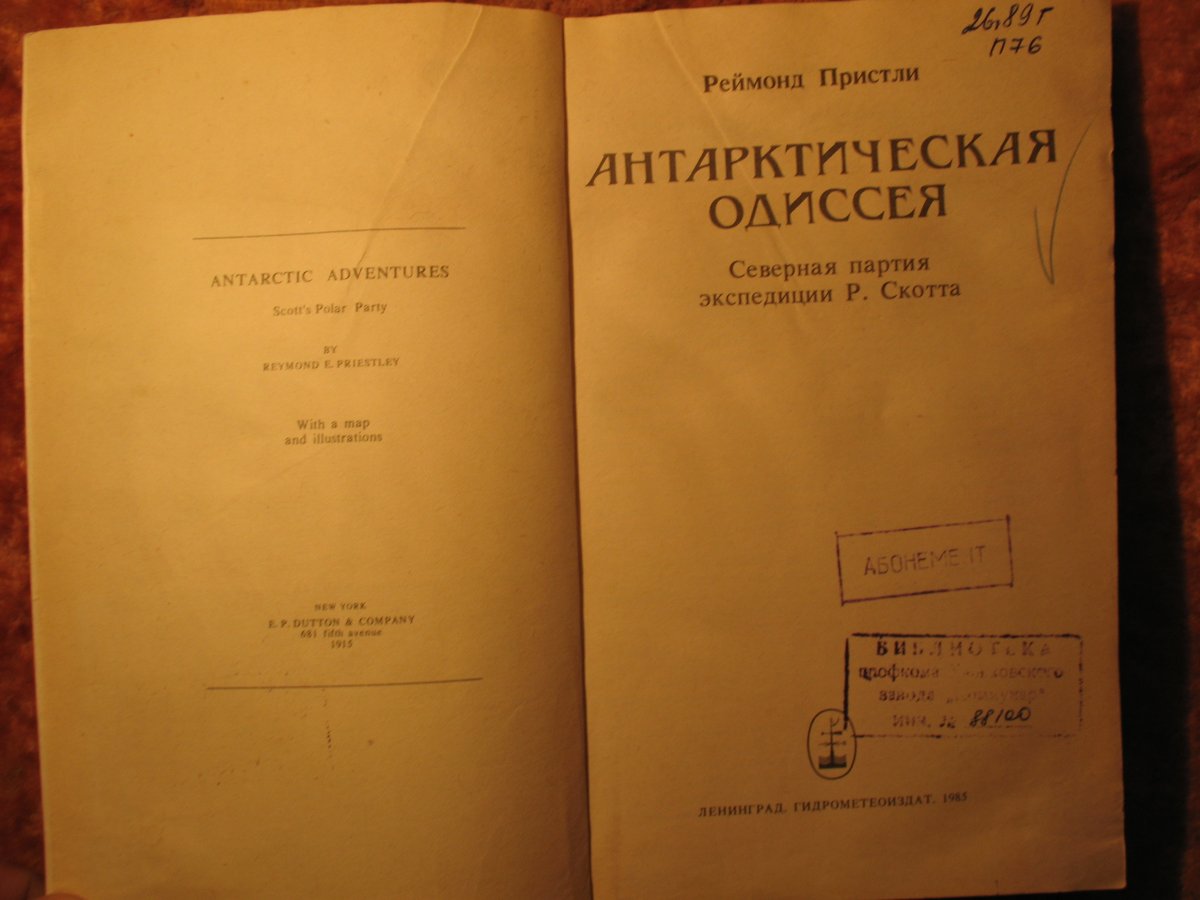 ANTARCTIC ADVENTURES
Scott's Polar Party
BY
REYMOND E. PRIESTLEY
With a map
and illustrations
NEW YORK
E. P. DUTTON & COMPANY
681 fifth avenue
1915
26,89г
П76
Реймонд Пристли
АНТАРКТИЧЕСКАЯ
ОДИССЕЯ
Северная партия
экспедиции Р. Скотта
АБОНЕМЕНТ
БИБЛИОТЕКА
профкома
взвода
инв. № 88100
ЛЕНИНГРАД, ГИДРОМЕТЕОИЗДАТ, 1985